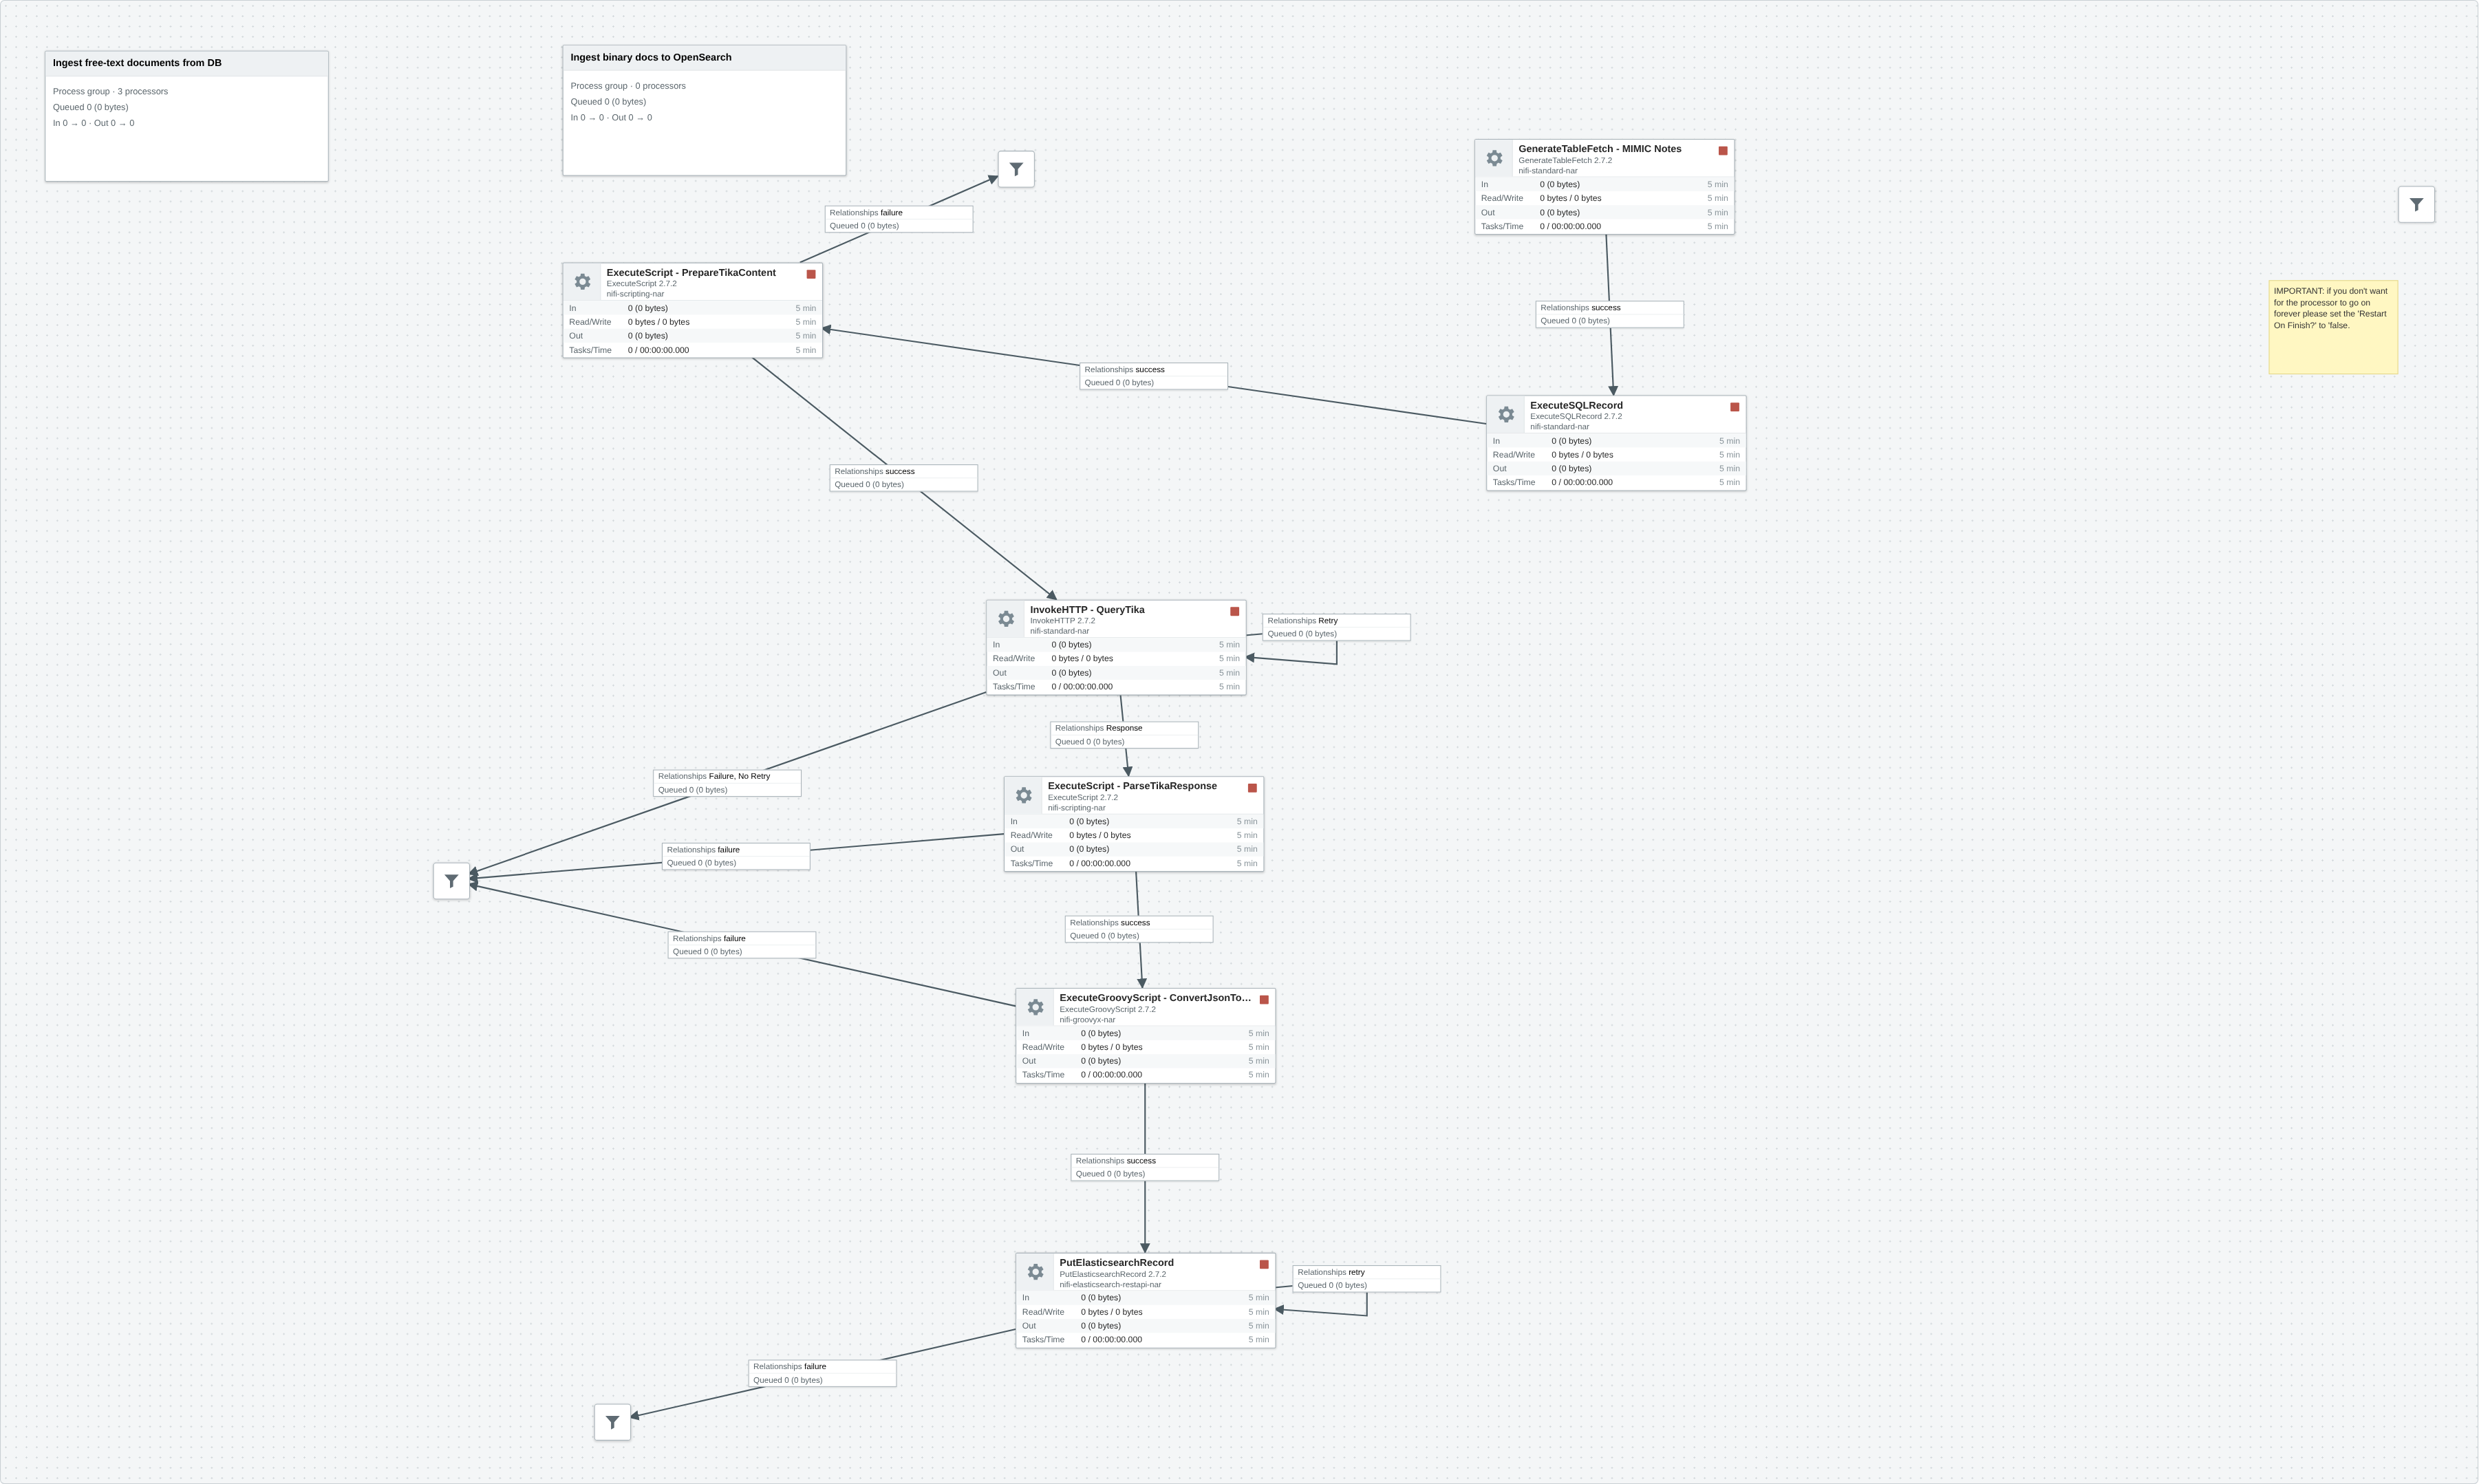 Ingest free-text documents from DB
Process group · 3 processors
Queued 0 (0 bytes)
In 0 → 0 · Out 0 → 0
Ingest binary docs to OpenSearch
Process group · 0 processors
Queued 0 (0 bytes)
In 0 → 0 · Out 0 → 0
GenerateTableFetch - MIMIC Notes
GenerateTableFetch 2.7.2
nifi-standard-nar
In 0 (0 bytes) 5 min
Read/Write 0 bytes / 0 bytes 5 min
Out 0 (0 bytes) 5 min
Tasks/Time 0 / 00:00:00.000 5 min
Relationships failure
Queued 0 (0 bytes)
ExecuteScript - PrepareTikaContent
ExecuteScript 2.7.2
nifi-scripting-nar
In 0 (0 bytes) 5 min
Read/Write 0 bytes / 0 bytes 5 min
Out 0 (0 bytes) 5 min
Tasks/Time 0 / 00:00:00.000 5 min
Relationships success
Queued 0 (0 bytes)
IMPORTANT: if you don't want
for the processor to go on
forever please set the 'Restart
On Finish?' to 'false.
Relationships success
Queued 0 (0 bytes)
ExecuteSQLRecord
ExecuteSQLRecord 2.7.2
nifi-standard-nar
In 0 (0 bytes) 5 min
Read/Write 0 bytes / 0 bytes 5 min
Out 0 (0 bytes) 5 min
Tasks/Time 0 / 00:00:00.000 5 min
Relationships success
Queued 0 (0 bytes)
InvokeHTTP - QueryTika
InvokeHTTP 2.7.2
nifi-standard-nar
In 0 (0 bytes) 5 min
Read/Write 0 bytes / 0 bytes 5 min
Out 0 (0 bytes) 5 min
Tasks/Time 0 / 00:00:00.000 5 min
Relationships Retry
Queued 0 (0 bytes)
Relationships Response
Queued 0 (0 bytes)
Relationships Failure, No Retry
Queued 0 (0 bytes)
ExecuteScript - ParseTikaResponse
ExecuteScript 2.7.2
nifi-scripting-nar
In 0 (0 bytes) 5 min
Read/Write 0 bytes / 0 bytes 5 min
Out 0 (0 bytes) 5 min
Tasks/Time 0 / 00:00:00.000 5 min
Relationships failure
Queued 0 (0 bytes)
Relationships success
Queued 0 (0 bytes)
Relationships failure
Queued 0 (0 bytes)
ExecuteGroovyScript - ConvertJsonTo…
ExecuteGroovyScript 2.7.2
nifi-groovyx-nar
In 0 (0 bytes) 5 min
Read/Write 0 bytes / 0 bytes 5 min
Out 0 (0 bytes) 5 min
Tasks/Time 0 / 00:00:00.000 5 min
Relationships success
Queued 0 (0 bytes)
PutElasticsearchRecord
PutElasticsearchRecord 2.7.2
nifi-elasticsearch-restapi-nar
In 0 (0 bytes) 5 min
Read/Write 0 bytes / 0 bytes 5 min
Out 0 (0 bytes) 5 min
Tasks/Time 0 / 00:00:00.000 5 min
Relationships retry
Queued 0 (0 bytes)
Relationships failure
Queued 0 (0 bytes)